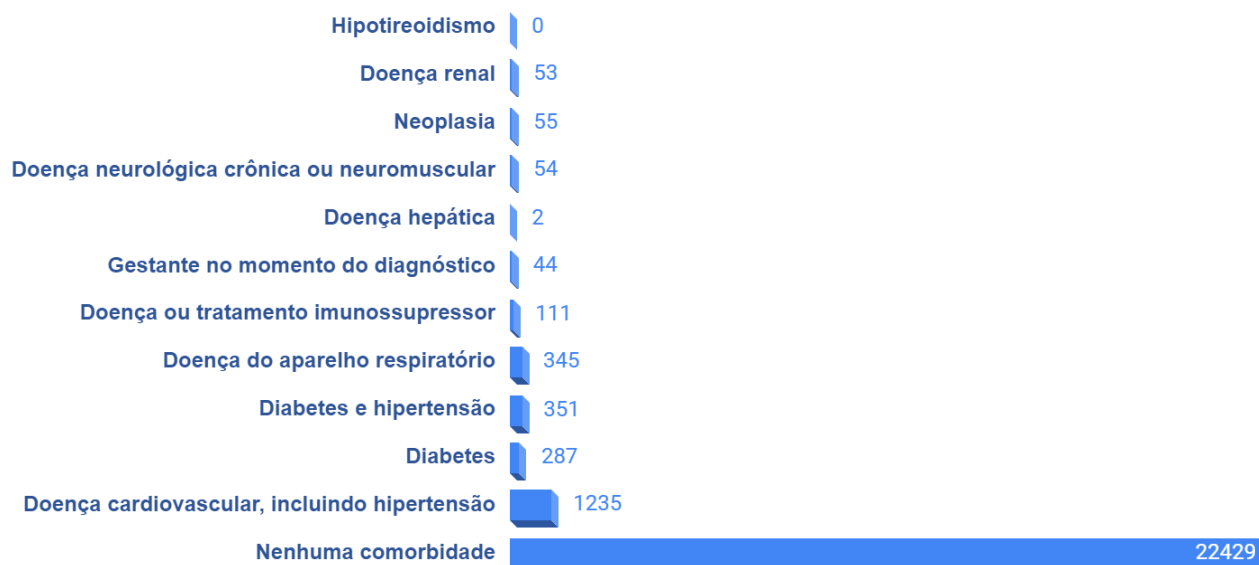 Hipotireoidismo 0
Doença renal 53
Neoplasia 55
Doença neurológica crônica ou neuromuscular 54
Doença hepática 2
Gestante no momento do diagnóstico 44
Doença ou tratamento imunossupressor 111
Doença do aparelho respiratório 345
Diabetes e hipertensão 351
Diabetes 287
Doença cardiovascular, incluindo hipertensão 1235
Nenhuma comorbidade 22429